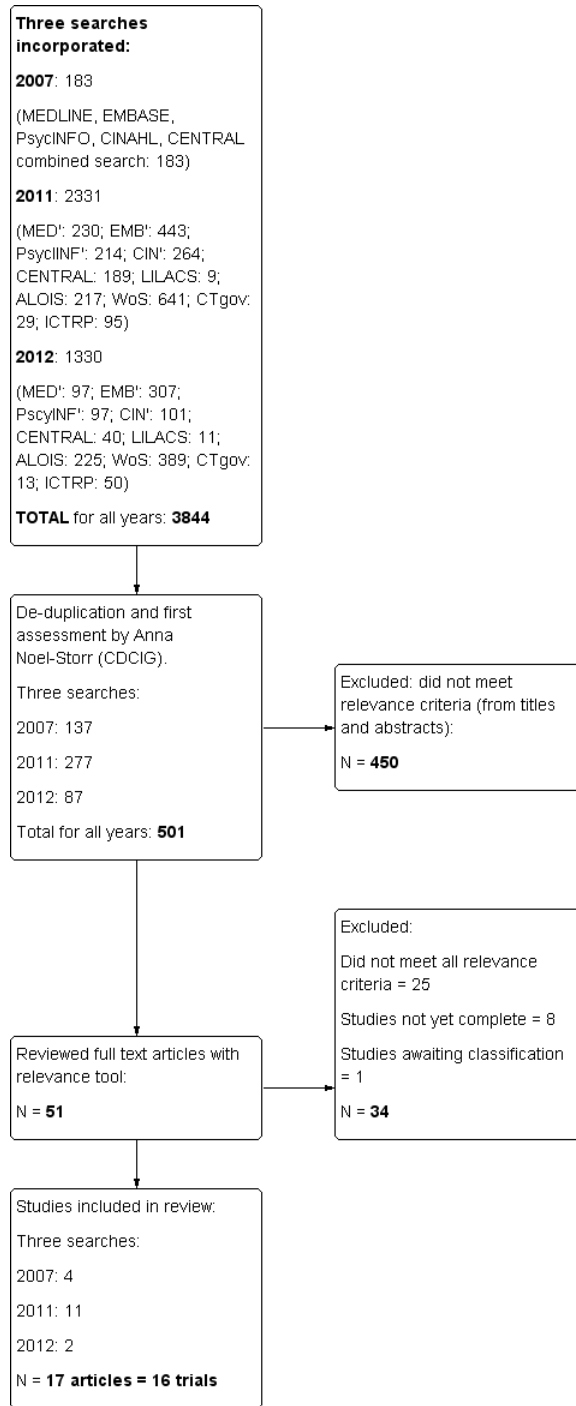 Three searches
incorporated:
2007: 183
(MEDLINE, EMBASE,
PsycINFO, CINAHL, CENTRAL
combined search: 183)
2011: 2331
(MED': 230; EMB': 443;
PsycIINF': 214; CIN': 264;
CENTRAL: 189; LILACS: 9;
ALOIS: 217; WoS: 641; CTgov:
29; ICTRP: 95)
2012: 1330
(MED': 97; EMB': 307;
PscyINF': 97; CIN': 101;
CENTRAL: 40; LILACS: 11;
ALOIS: 225; WoS: 389; CTgov:
13; ICTRP: 50)
TOTAL for all years: 3844
De-duplication and first
assessment by Anna
Noel-Storr (CDCIG).
Three searches:
2007: 137
2011: 277
2012: 87
Total for all years: 501
Excluded: did not meet
relevance criteria (from titles
and abstracts):
N = 450
Reviewed full text articles with
relevance tool:
N = 51
Excluded:
Did not meet all relevance
criteria = 25
Studies not yet complete = 8
Studies awaiting classification
= 1
N = 34
Studies included in review:
Three searches:
2007: 4
2011: 11
2012: 2
N = 17 articles = 16 trials